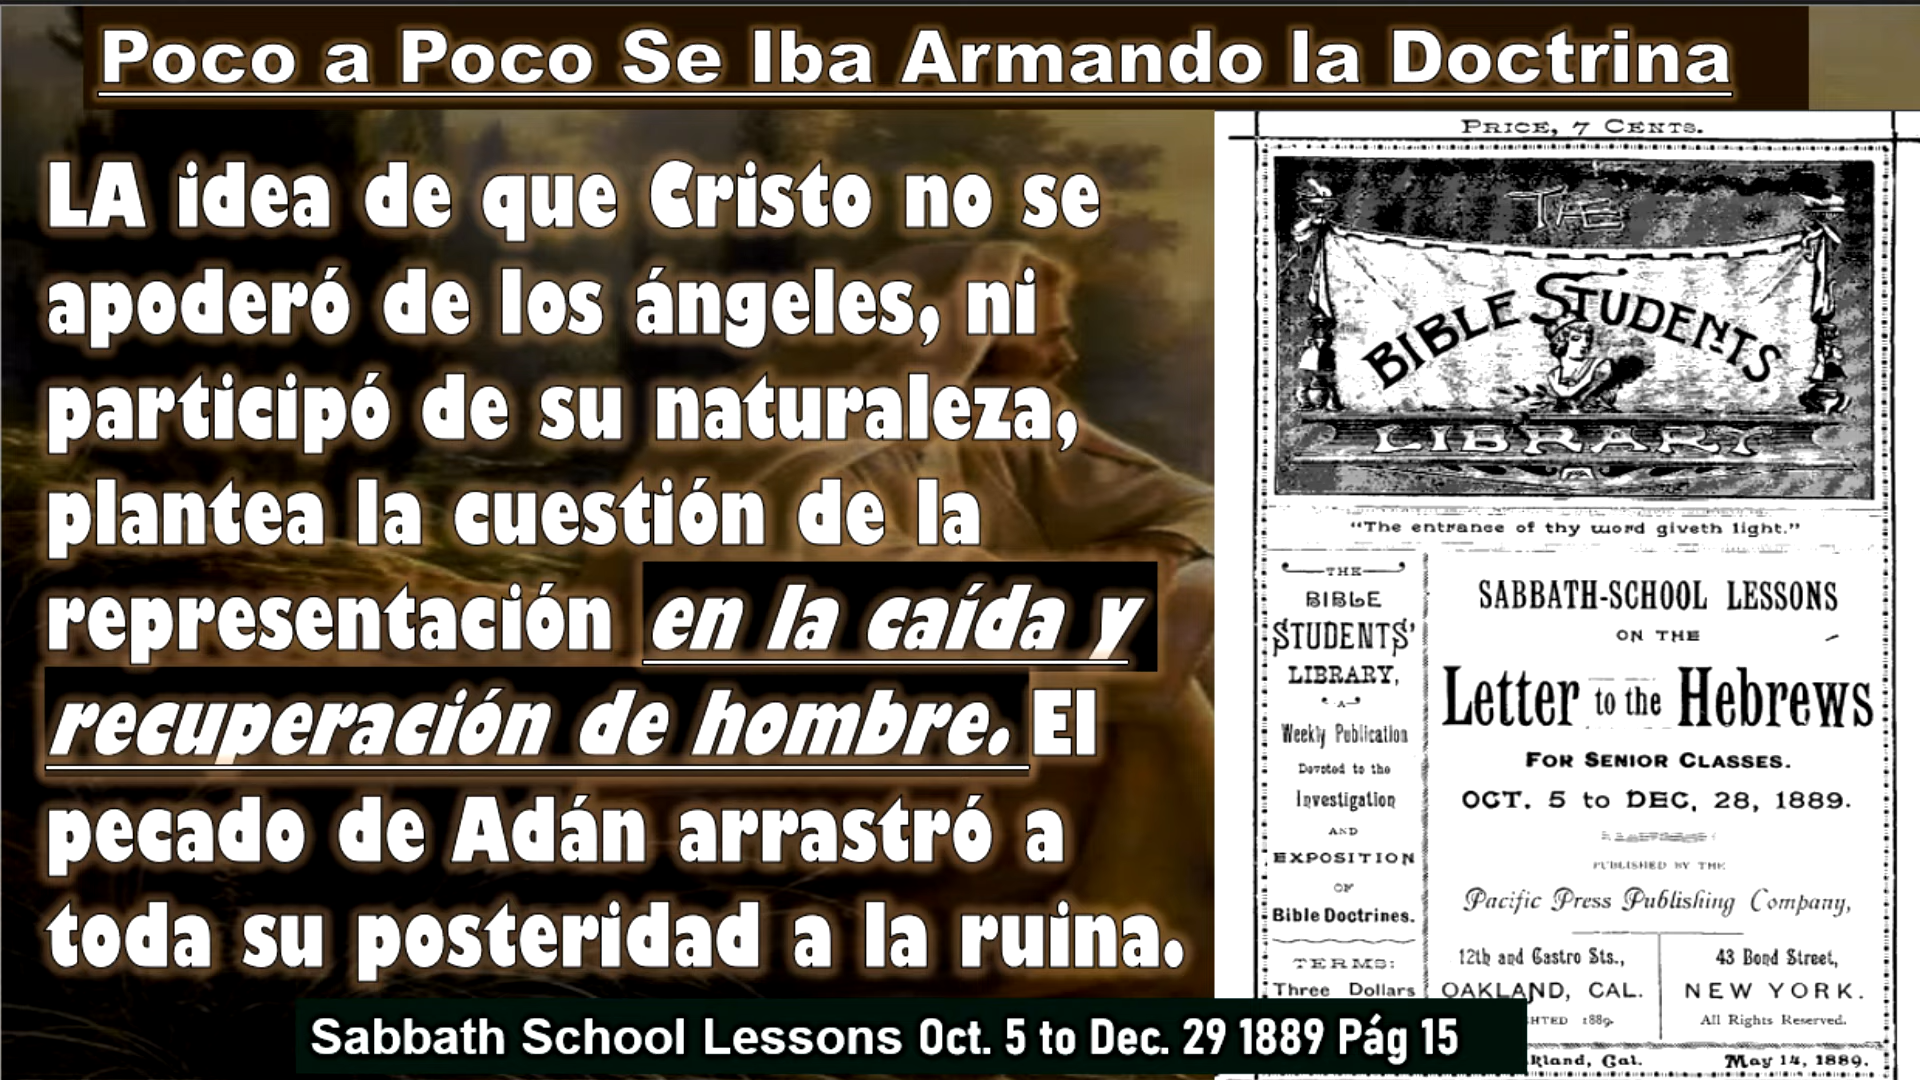 Poco a Poco Se Iba Armando la Doctrina
LA idea de que Cristo no se
apoderó de los ángeles, ni
participó de su naturaleza,
plantea la cuestión de la
representación en la caída y
recuperación de hombre. El
pecado de Adán arrastró a
toda su posteridad a la ruina.
Sabbath School Lessons Oct. 5 to Dec. 29 1889 Pág 15
PRICE, 7 CENTS.
THE
BIBLE STUDENTS
LIBRARY
"The entrance of thy word giveth light."
THE
BIBLE
STUDENTS'
LIBRARY,
A
Weekly Publication
Devoted to the
Investigation
AND
EXPOSITION
OF
Bible Doctrines.
TERMS:
Three Dollars
SABBATH-SCHOOL LESSONS
ON THE
Letter to the Hebrews
FOR SENIOR CLASSES.
OCT. 5 to DEC. 28, 1889.
PUBLISHED BY THE
Pacific Press Publishing Company,
12th and Castro Sts.,
OAKLAND, CAL.
HTED 1889.
43 Bond Street,
NEW YORK.
All Rights Reserved.
kland, Cal. May 14, 1889.